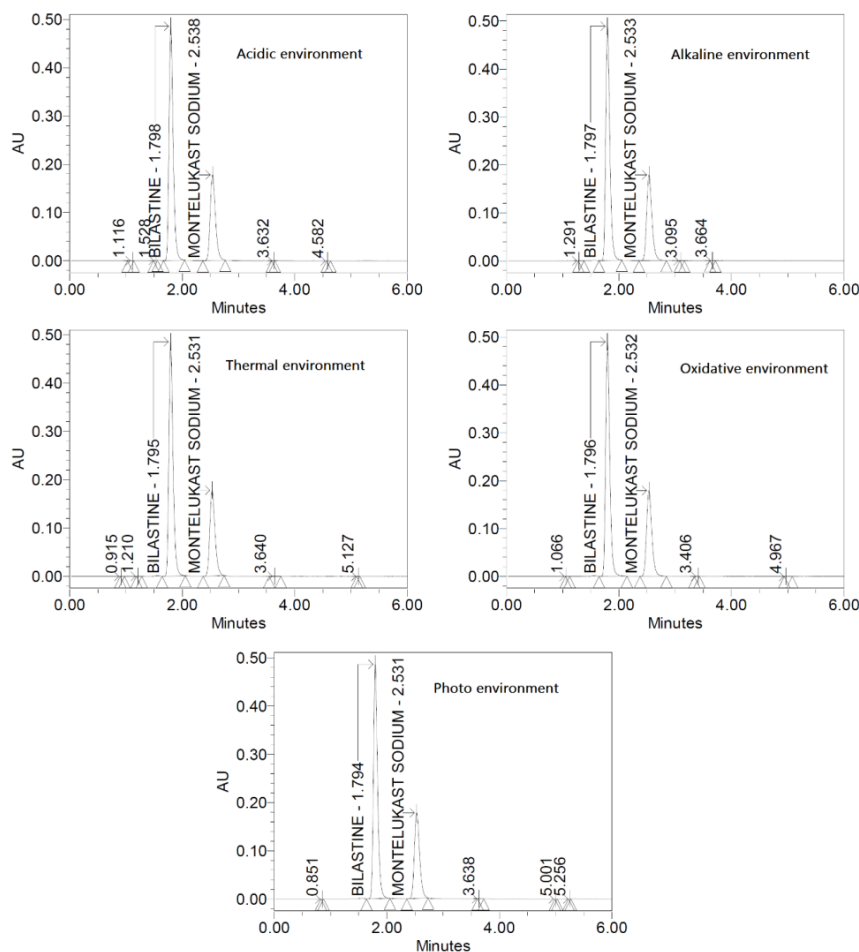 Acidic environment
AU
0.50
0.40
0.30
0.20
0.10
0.00
1.116
1.528
BILASTINE - 1.798
MONTELUKAST SODIUM - 2.538
3.632
4.582
0.00
2.00
4.00
6.00
Minutes
Alkaline environment
AU
0.50
0.40
0.30
0.20
0.10
0.00
1.291
BILASTINE - 1.797
MONTELUKAST SODIUM - 2.533
3.095
3.664
0.00
2.00
4.00
6.00
Minutes
Thermal environment
AU
0.50
0.40
0.30
0.20
0.10
0.00
0.915
1.210
BILASTINE - 1.795
MONTELUKAST SODIUM - 2.531
3.640
5.127
0.00
2.00
4.00
6.00
Minutes
Oxidative environment
AU
0.50
0.40
0.30
0.20
0.10
0.00
1.066
BILASTINE - 1.796
MONTELUKAST SODIUM - 2.532
3.406
4.967
0.00
2.00
4.00
6.00
Minutes
Photo environment
AU
0.50
0.40
0.30
0.20
0.10
0.00
0.851
BILASTINE - 1.794
MONTELUKAST SODIUM - 2.531
3.638
5.001
5.256
0.00
2.00
4.00
6.00
Minutes